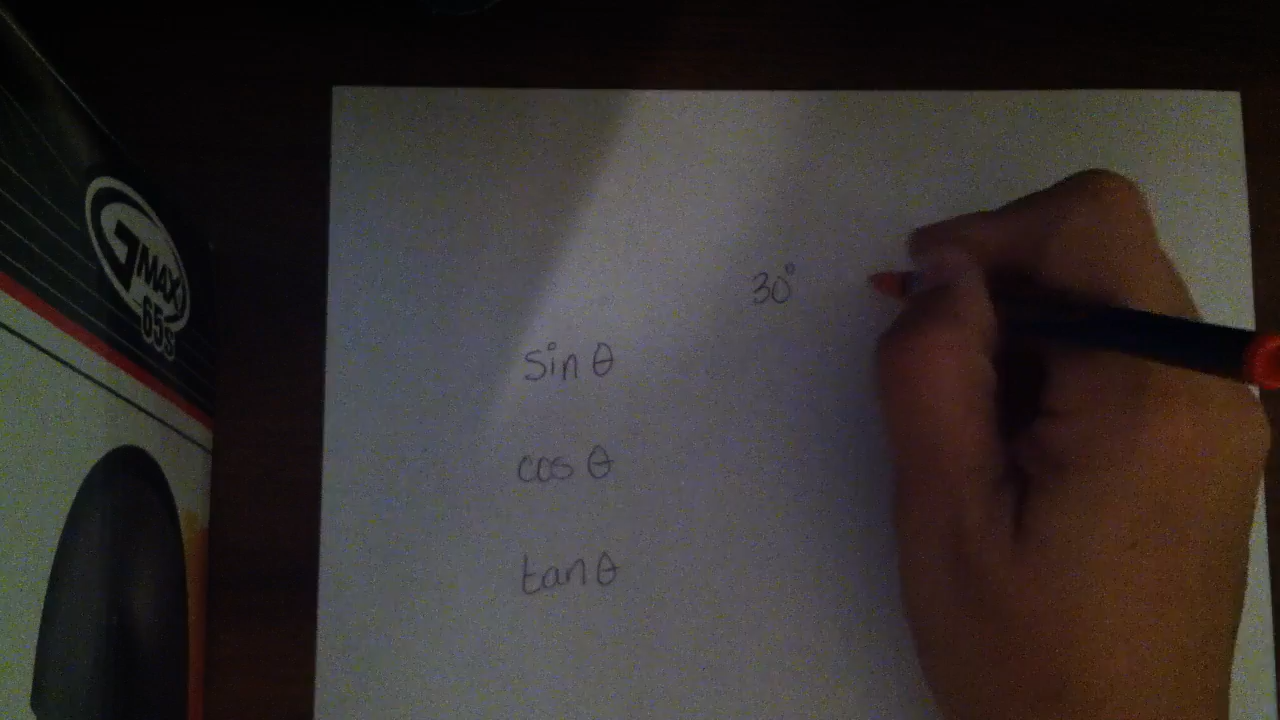 GMAX
65s
30°
sin θ
cos θ
tan θ